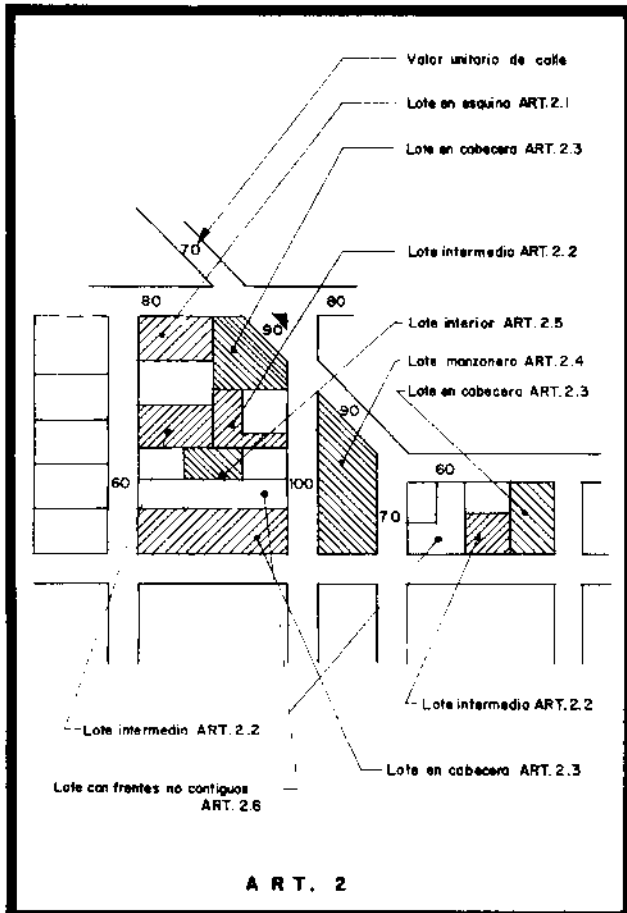 Valor unitario de calle
Lote en esquina ART. 2.1
Lote en cabecera ART. 2.3
70
Lote intermedio ART. 2.2
80
80
90
Lote interior ART. 2.5
Lote manzanero ART. 2.4
Lote en cabecera ART. 2.3
90
60
60
100
70
Lote intermedio ART. 2.2
Lote intermedio ART. 2.2
Lote en cabecera ART. 2.3
Lote con frentes no contiguos
ART. 2.6
ART. 2